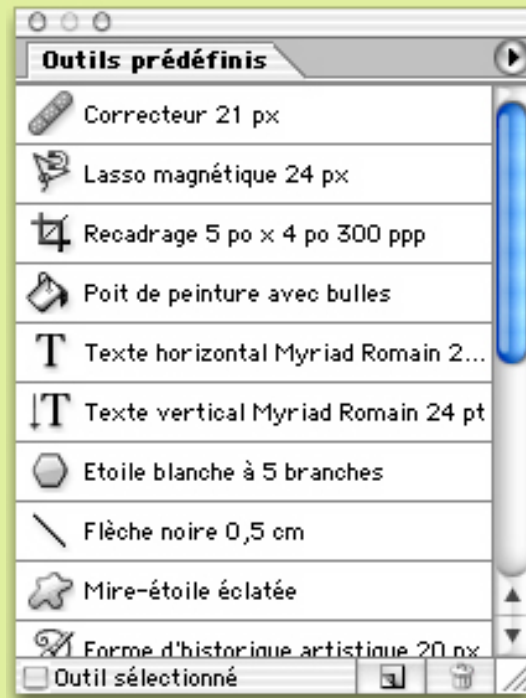 Outils prédéfinis
Correcteur 21 px
Lasso magnétique 24 px
Recadrage 5 po x 4 po 300 ppp
Poit de peinture avec bulles
Texte horizontal Myriad Romain 2...
Texte vertical Myriad Romain 24 pt
Etoile blanche à 5 branches
Flèche noire 0,5 cm
Mire-étoile éclatée
Forme d'historique artistique 20 px
Outil sélectionné